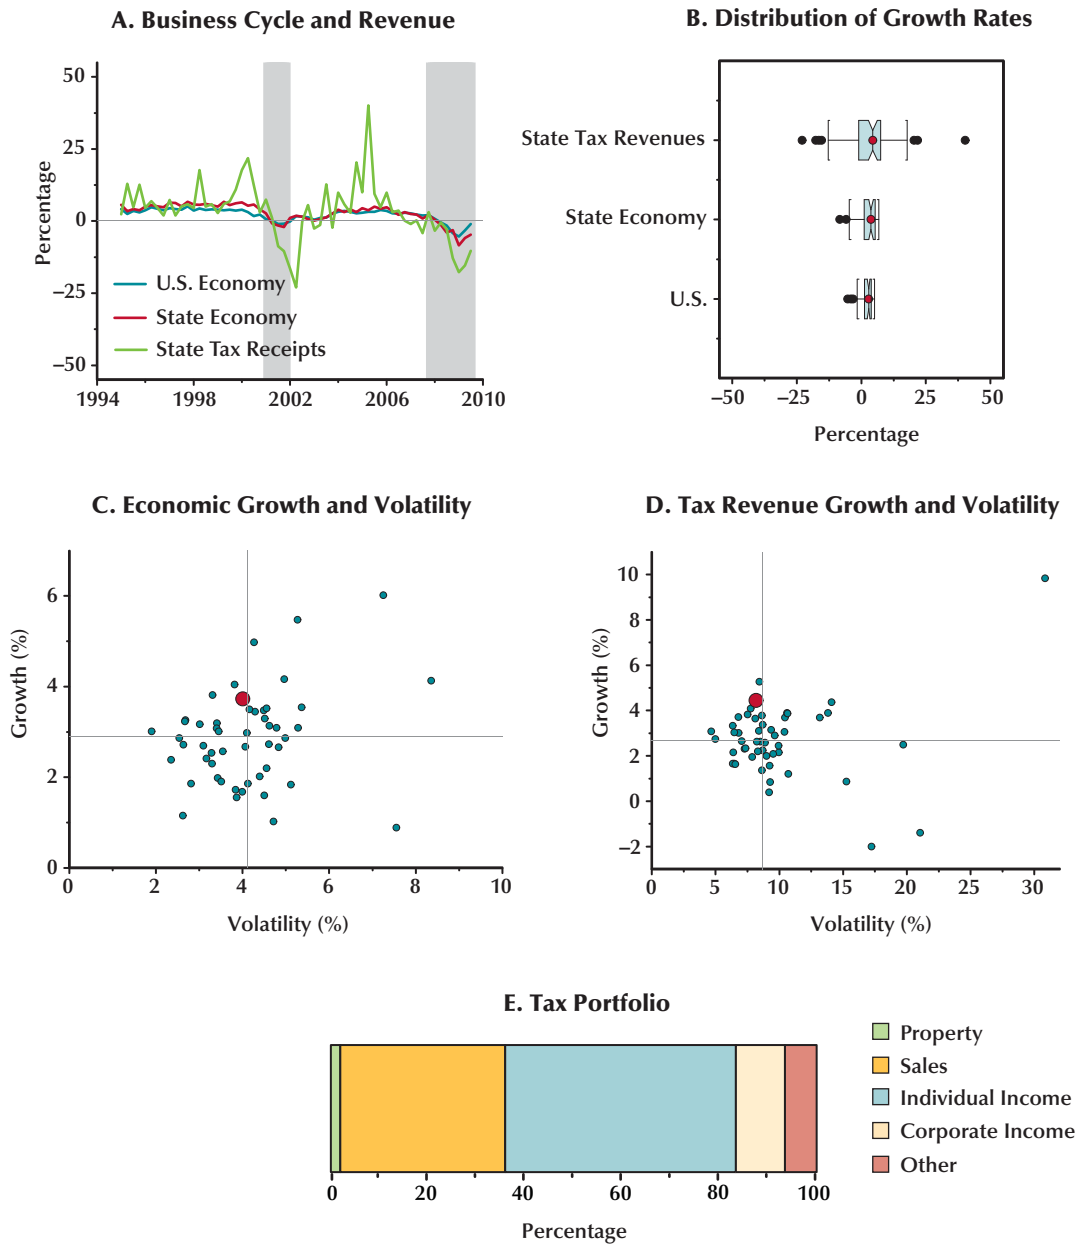 A. Business Cycle and Revenue
50
25
0
−25
−50
Percentage
U.S. Economy
State Economy
State Tax Receipts
1994
1998
2002
2006
2010
B. Distribution of Growth Rates
State Tax Revenues
State Economy
U.S.
−50
−25
0
25
50
Percentage
C. Economic Growth and Volatility
6
4
2
0
Growth (%)
0
2
4
6
8
10
Volatility (%)
D. Tax Revenue Growth and Volatility
10
8
6
4
2
0
−2
Growth (%)
0
5
10
15
20
25
30
Volatility (%)
E. Tax Portfolio
0
20
40
60
80
100
Percentage
Property
Sales
Individual Income
Corporate Income
Other